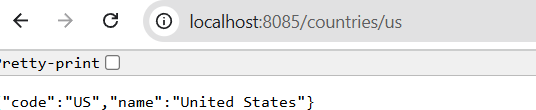 localhost:8085/countries/us
Pretty-print
"code":"US","name":"United States"}